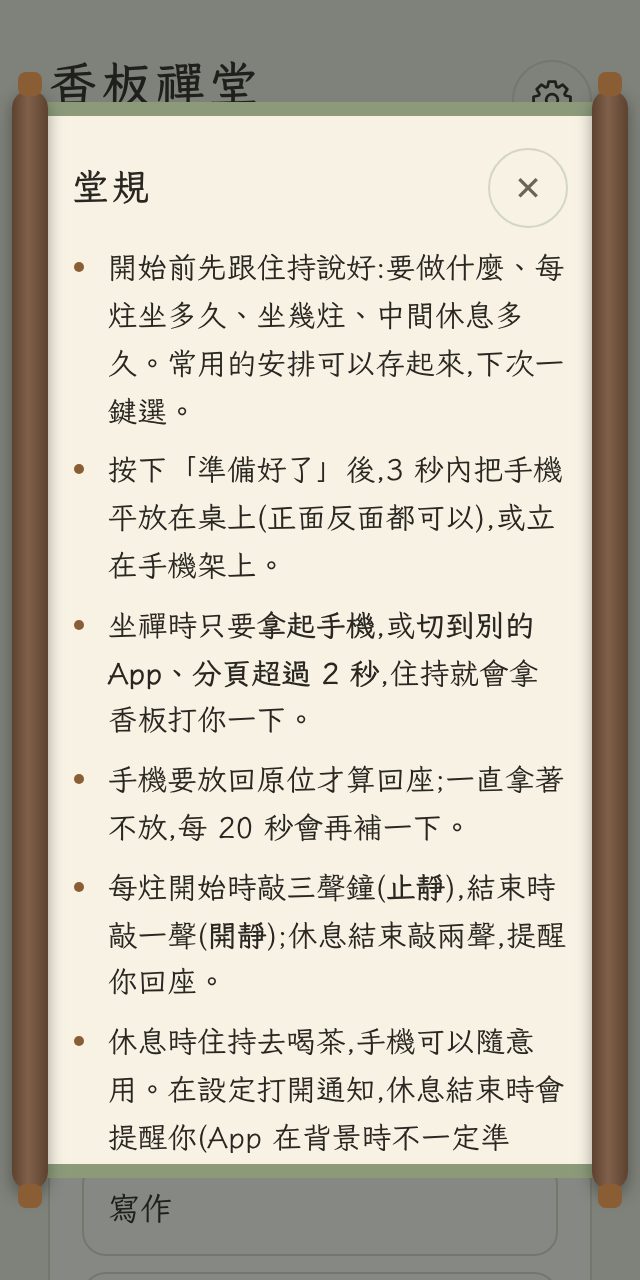 香板禪堂
堂規
開始前先跟住持說好:要做什麼、每
炷坐多久、坐幾炷、中間休息多
久。常用的安排可以存起來,下次一
鍵選。
按下「準備好了」後,3 秒內把手機
平放在桌上(正面反面都可以),或立
在手機架上。
坐禪時只要拿起手機,或切到別的
App、分頁超過 2 秒,住持就會拿
香板打你一下。
手機要放回原位才算回座;一直拿著
不放,每 20 秒會再補一下。
每炷開始時敲三聲鐘(止靜),結束時
敲一聲(開靜);休息結束敲兩聲,提醒
你回座。
休息時住持去喝茶,手機可以隨意
用。在設定打開通知,休息結束時會
提醒你(App 在背景時不一定準
寫作